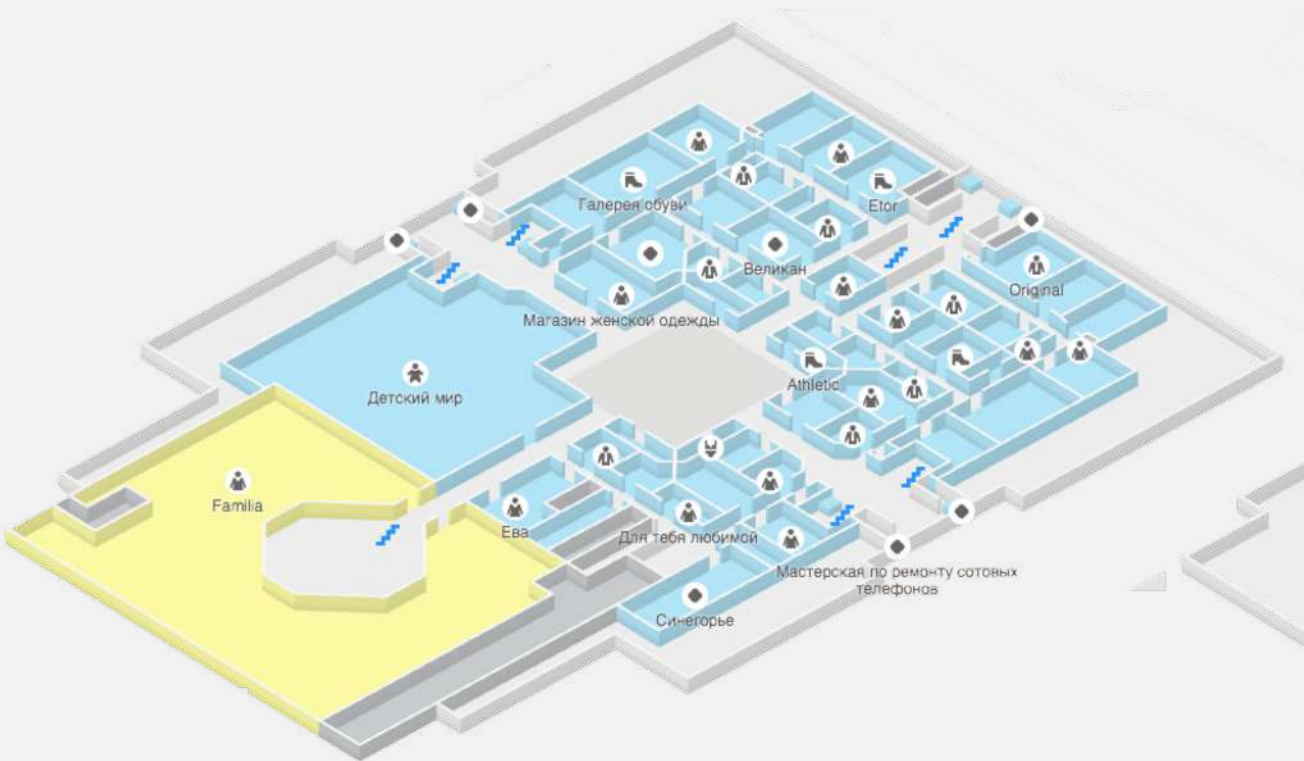 Галерея обуви
Etor
Великан
Original
Магазин женской одежды
Athletic
Детский мир
Familia
Ева
Для тебя любимой
Мастерская по ремонту сотовых
телефонов
Синегорье